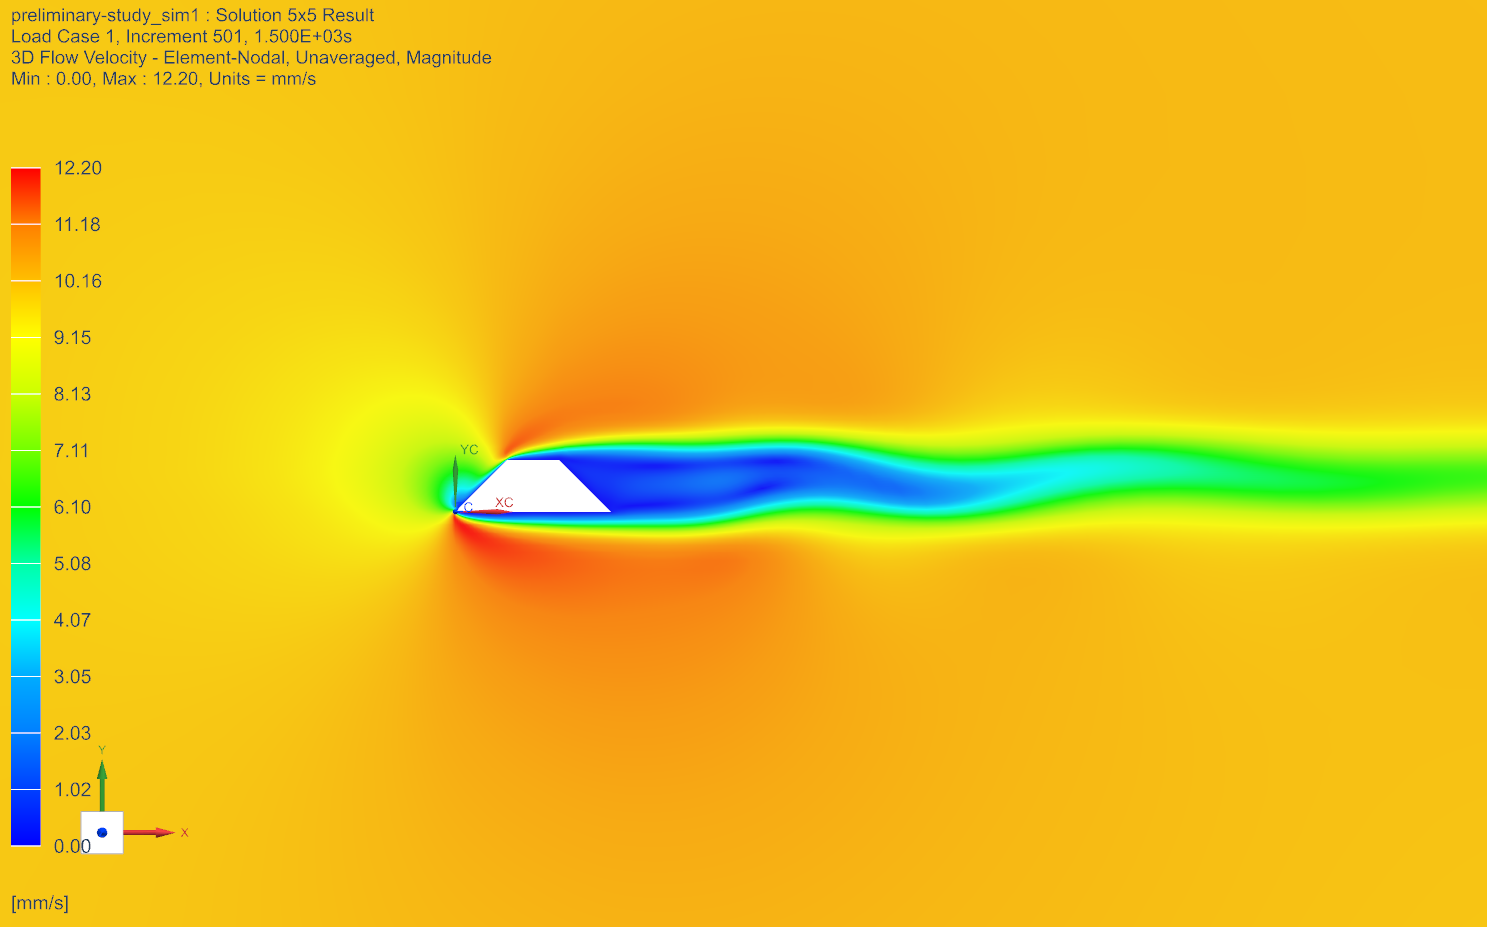 preliminary-study_sim1 : Solution 5x5 Result
Load Case 1, Increment 501, 1.500E+03s
3D Flow Velocity - Element-Nodal, Unaveraged, Magnitude
Min : 0.00, Max : 12.20, Units = mm/s
12.20
11.18
10.16
9.15
8.13
7.11
YC
6.10
XC
C
5.08
4.07
3.05
2.03
Y
1.02
X
0.00
[mm/s]